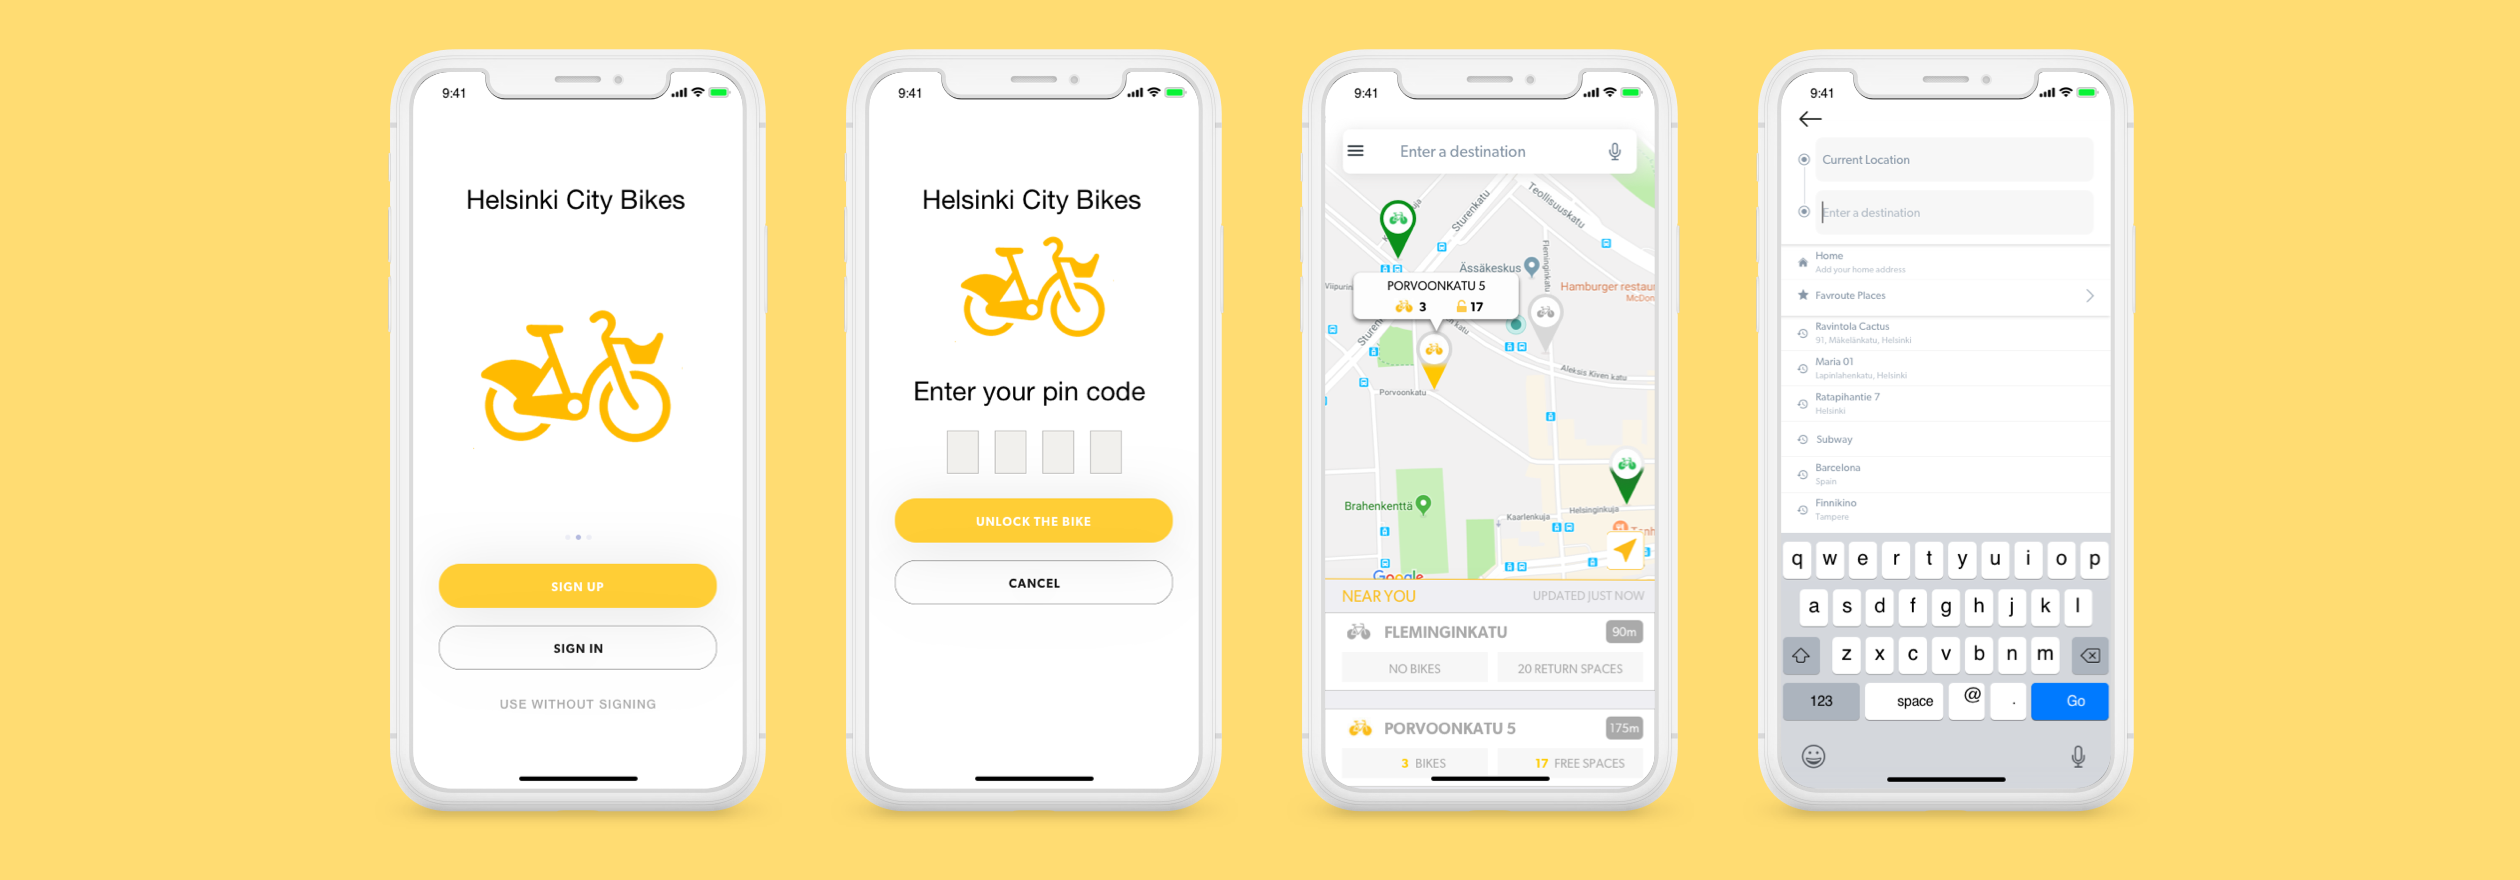 9:41
Helsinki City Bikes
SIGN UP
SIGN IN
USE WITHOUT SIGNING
9:41
Helsinki City Bikes
Enter your pin code
UNLOCK THE BIKE
CANCEL
9:41
Enter a destination
Sturenkatu
Teollisuuskatu
Fleminginkatu
Ässäkeskus
Viipurin
PORVOONKATU 5
3 17
Hamburger restau
McDon
Aleksis Kiven katu
Porvoonkatu
Brahenkenttä
Kaarlenkuja
Helsinginkuja
Google
NEAR YOU UPDATED JUST NOW
FLEMINGINKATU 90m
NO BIKES 20 RETURN SPACES
PORVOONKATU 5 175m
3 BIKES 17 FREE SPACES
9:41
Current Location
Enter a destination
Home
Add your home address
Favroute Places
Ravintola Cactus
91, Mäkelänkatu, Helsinki
Maria 01
Lapinlahenkatu, Helsinki
Ratapihantie 7
Helsinki
Subway
Barcelona
Spain
Finnikino
Tampere
q w e r t y u i o p
a s d f g h j k l
z x c v b n m
123 space @ . Go